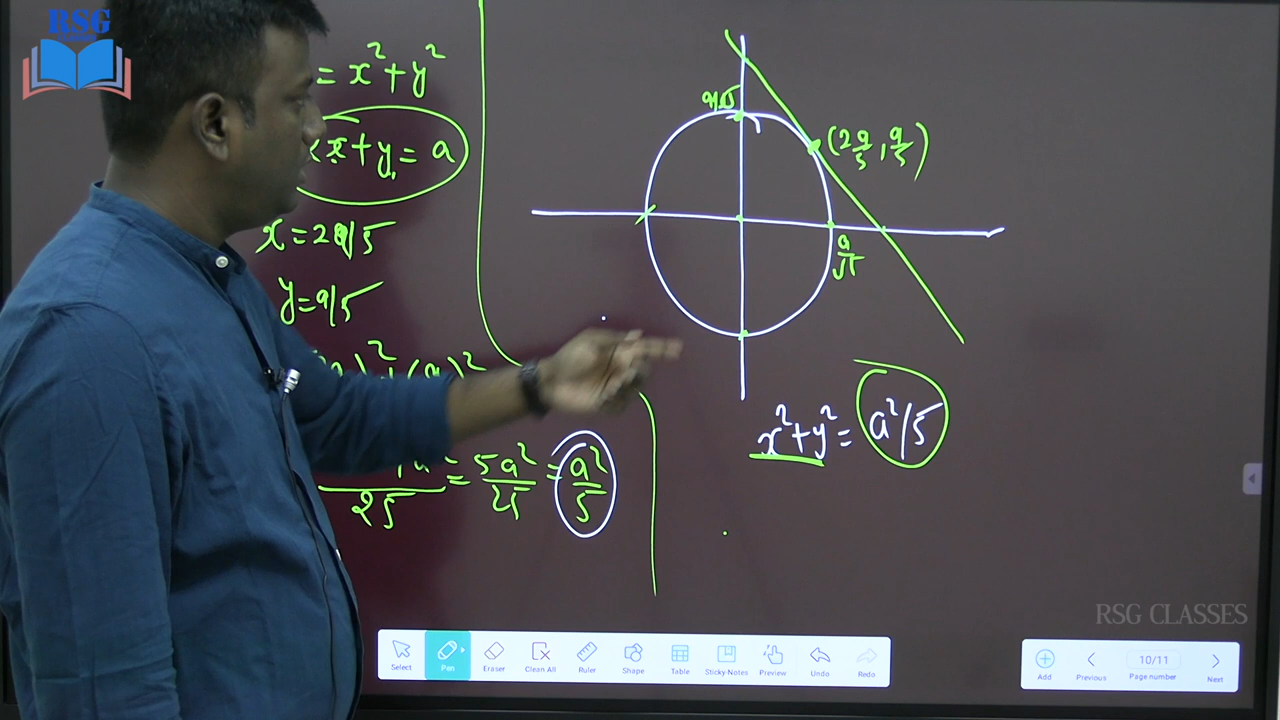 RSG
= x²+y²
x+y = a
x=2a/5
y=a/5
25 = 5a²/25 = a²/5
a/√5
(2a/5, a/5)
a/√5
x²+y² = a²/5
RSG CLASSES
Select
Pen
Eraser
Clean All
Ruler
Shape
Table
Sticky-Notes
Preview
Undo
Redo
Add
Previous
10/11
Page number
Next